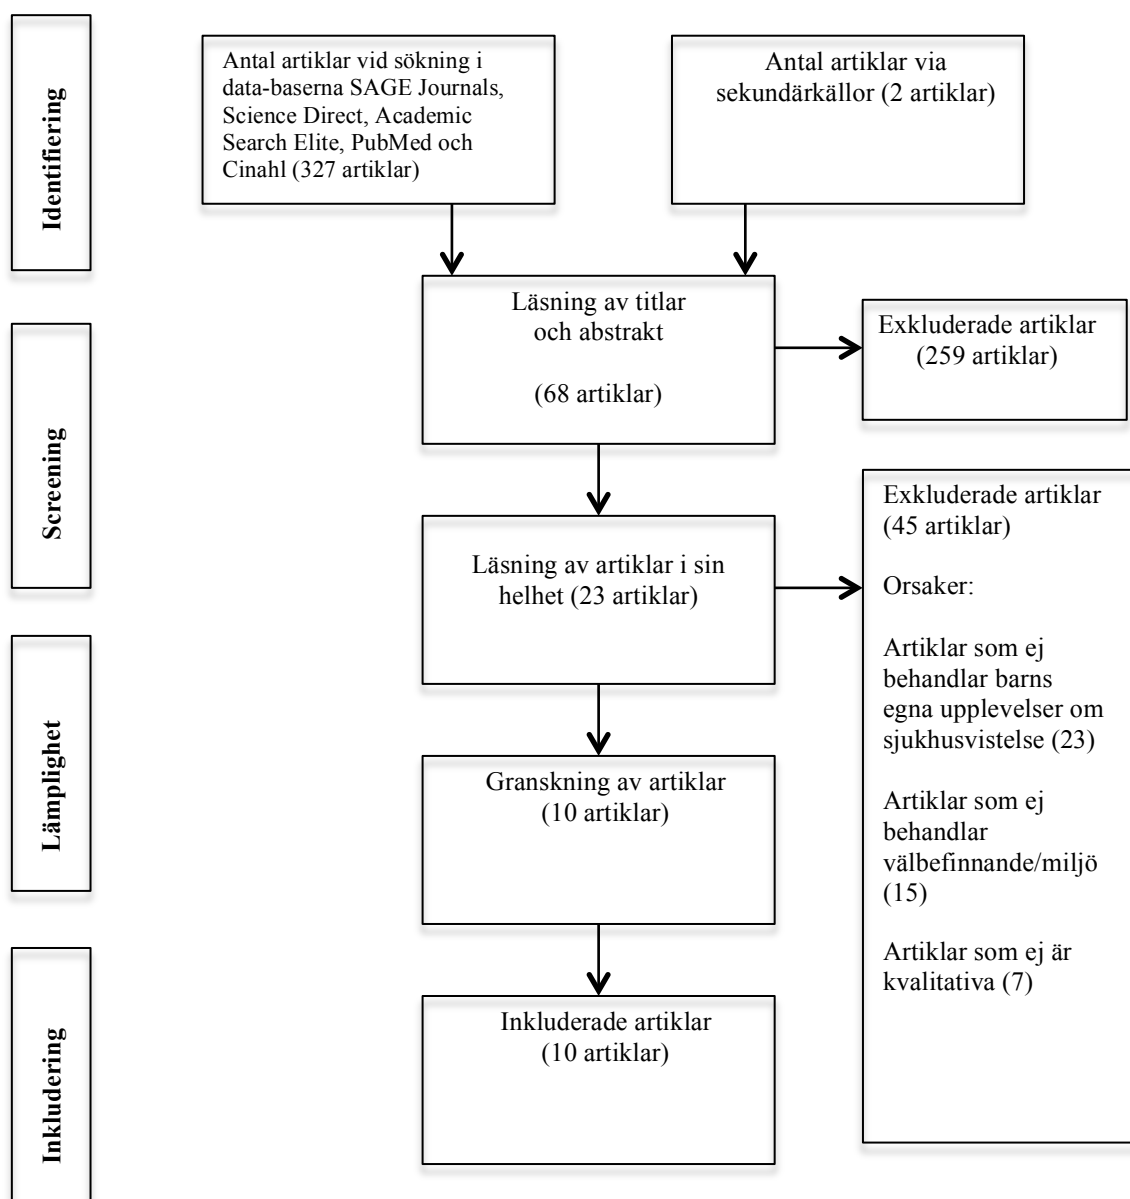 Identifiering
Antal artiklar vid sökning i
data-baserna SAGE Journals,
Science Direct, Academic
Search Elite, PubMed och
Cinahl (327 artiklar)
Antal artiklar via
sekundärkällor (2 artiklar)
Läsning av titlar
och abstrakt
(68 artiklar)
Exkluderade artiklar
(259 artiklar)
Screening
Läsning av artiklar i sin
helhet (23 artiklar)
Exkluderade artiklar
(45 artiklar)
Orsaker:
Artiklar som ej
behandlar barns
egna upplevelser om
sjukhusvistelse (23)
Artiklar som ej
behandlar
välbefinnande/miljö
(15)
Artiklar som ej är
kvalitativa (7)
Lämplighet
Granskning av artiklar
(10 artiklar)
Inkludering
Inkluderade artiklar
(10 artiklar)